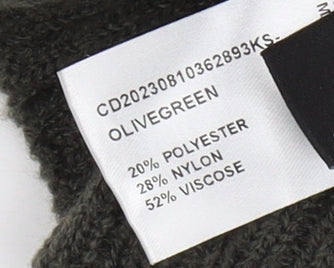 CD20230810362893KS-
OLIVEGREEN
20% POLYESTER
28% NYLON
52% VISCOSE